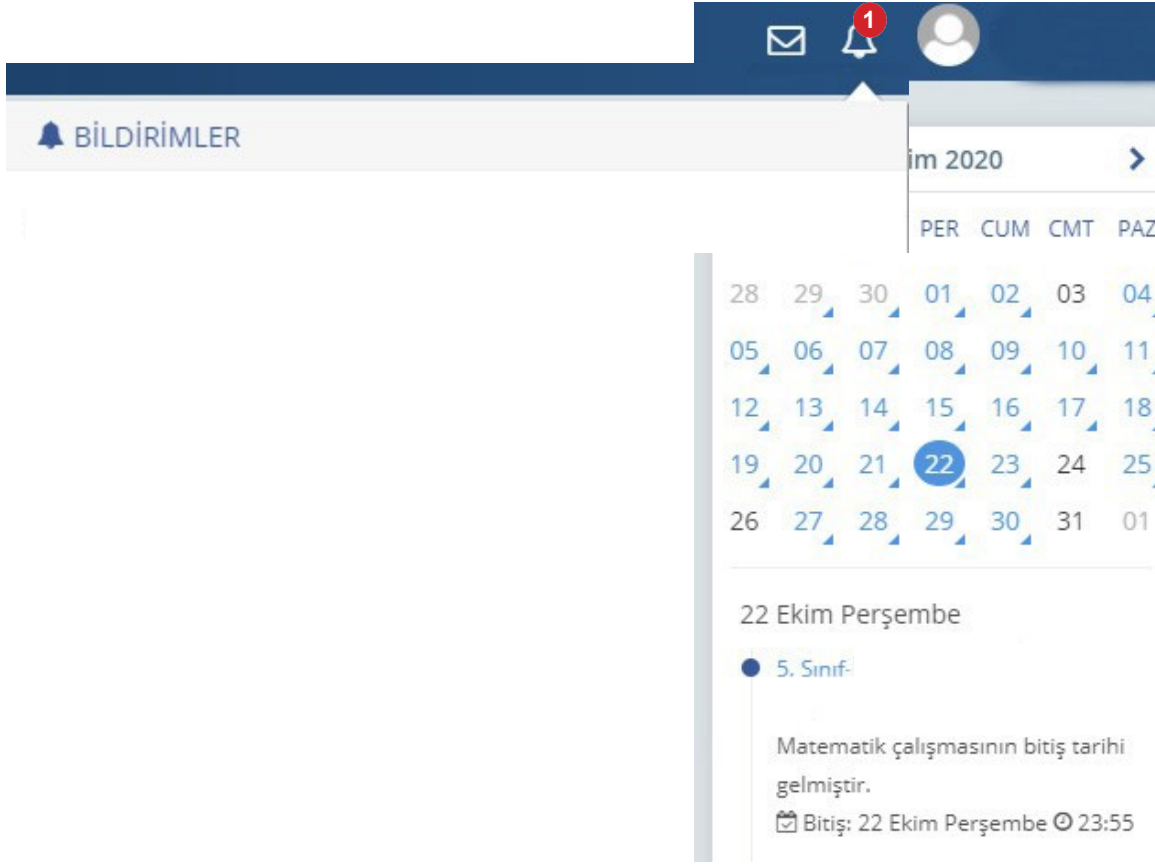 1
BİLDİRİMLER
im 2020
PER CUM CMT PAZ
28 29 30 01 02 03 04
05 06 07 08 09 10 11
12 13 14 15 16 17 18
19 20 21 22 23 24 25
26 27 28 29 30 31 01
22 Ekim Perşembe
5. Sınıf-
Matematik çalışmasının bitiş tarihi
gelmiştir.
Bitiş: 22 Ekim Perşembe 23:55